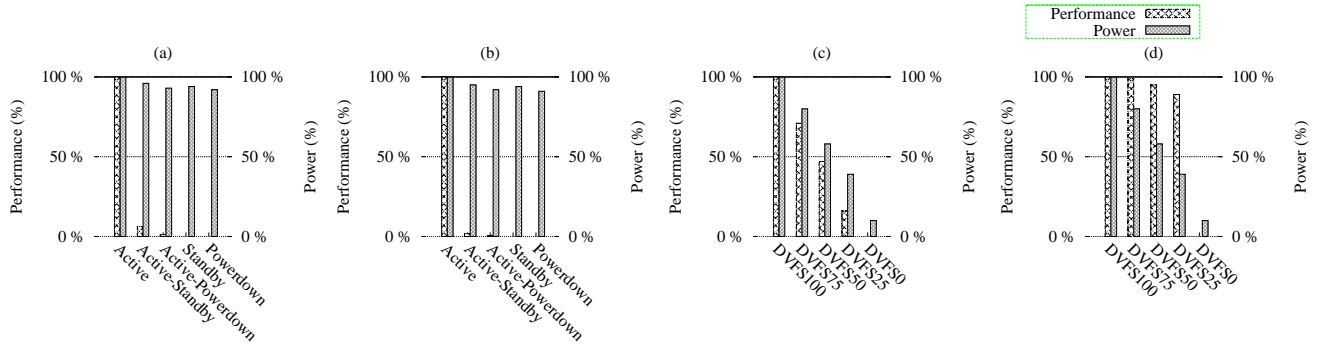 Performance
Power
(a)
100 %
50 %
0 %
Performance (%)
100 %
50 %
0 %
Power (%)
Active
Active-Standby
Active-Powerdown
Standby
Powerdown
(b)
100 %
50 %
0 %
Performance (%)
100 %
50 %
0 %
Power (%)
Active
Active-Standby
Active-Powerdown
Standby
Powerdown
(c)
100 %
50 %
0 %
Performance (%)
100 %
50 %
0 %
Power (%)
DVFS100
DVFS75
DVFS50
DVFS25
DVFS0
(d)
100 %
50 %
0 %
Performance (%)
100 %
50 %
0 %
Power (%)
DVFS100
DVFS75
DVFS50
DVFS25
DVFS0